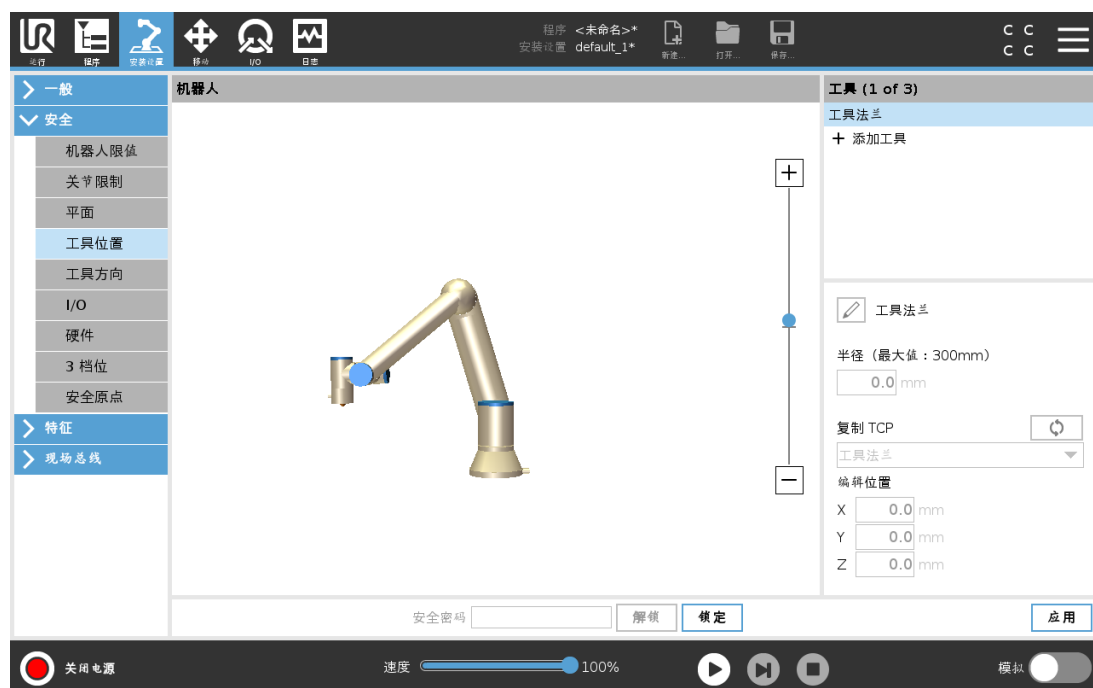 程序 <未命名>*
安装设置 default_1*
C C
C C
运行 程序 安装设置 移动 I/O 日志 新建... 打开... 保存...
一般
安全
机器人限值
关节限制
平面
工具位置
工具方向
I/O
硬件
3 档位
安全原点
特征
现场总线
机器人
工具 (1 of 3)
工具法兰
添加工具
工具法兰
半径（最大值：300mm）
0.0 mm
复制 TCP
工具法兰
编辑位置
X 0.0 mm
Y 0.0 mm
Z 0.0 mm
安全密码 解锁 锁定 应用
关闭电源 速度 100% 模拟